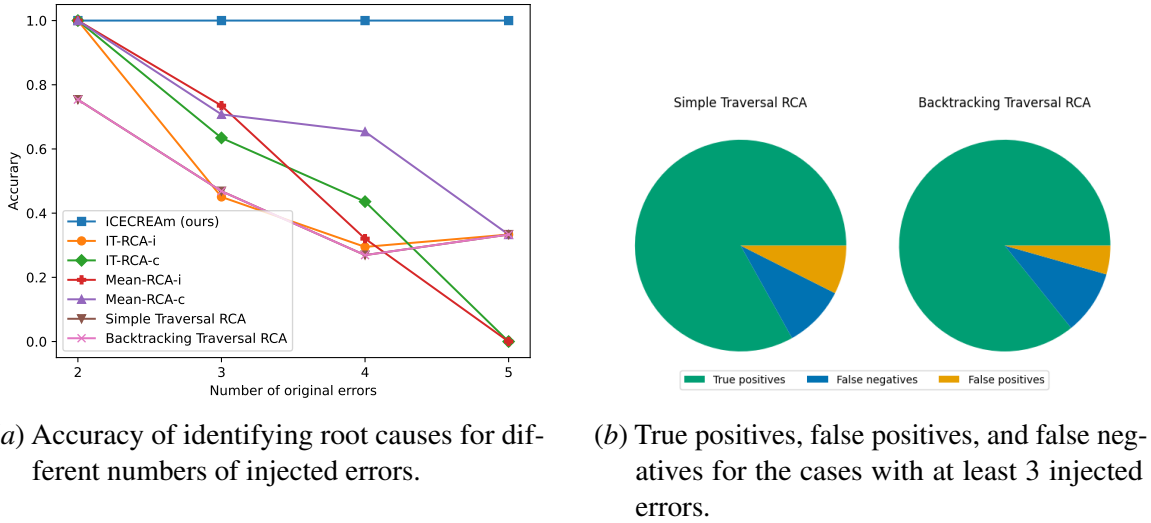 1.0
0.8
0.6
0.4
0.2
0.0
Accurary
ICECREAm (ours)
IT-RCA-i
IT-RCA-c
Mean-RCA-i
Mean-RCA-c
Simple Traversal RCA
Backtracking Traversal RCA
2 3 4 5
Number of original errors
Simple Traversal RCA
Backtracking Traversal RCA
True positives False negatives False positives
a) Accuracy of identifying root causes for dif-
ferent numbers of injected errors.
(b) True positives, false positives, and false neg-
atives for the cases with at least 3 injected
errors.